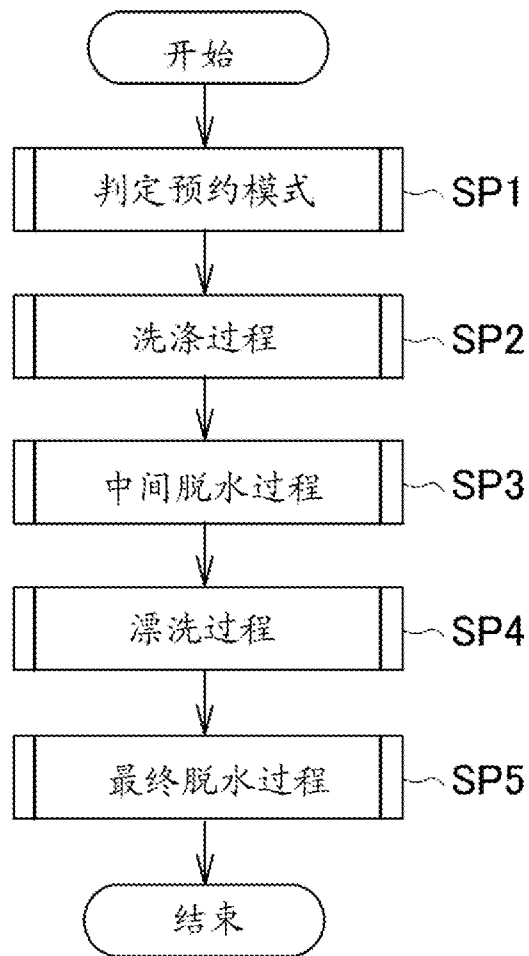 开始
判定预约模式
SP1
洗涤过程
SP2
中间脱水过程
SP3
漂洗过程
SP4
最终脱水过程
SP5
结束